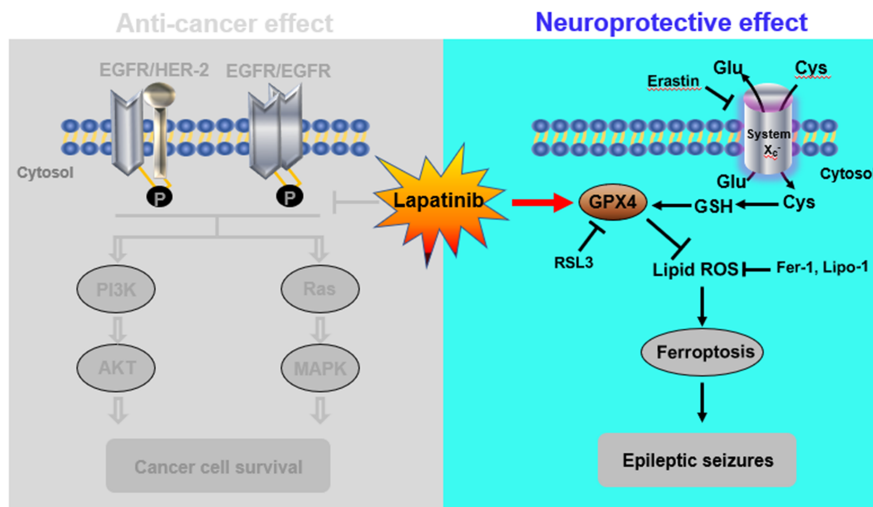 Anti-cancer effect
EGFR/HER-2
EGFR/EGFR
Cytosol
P
P
PI3K
Ras
AKT
MAPK
Cancer cell survival
Lapatinib
Neuroprotective effect
Glu
Cys
Erastin
System
Xc-
Cytosol
Glu
Cys
GPX4
GSH
RSL3
Lipid ROS
Fer-1, Lipo-1
Ferroptosis
Epileptic seizures